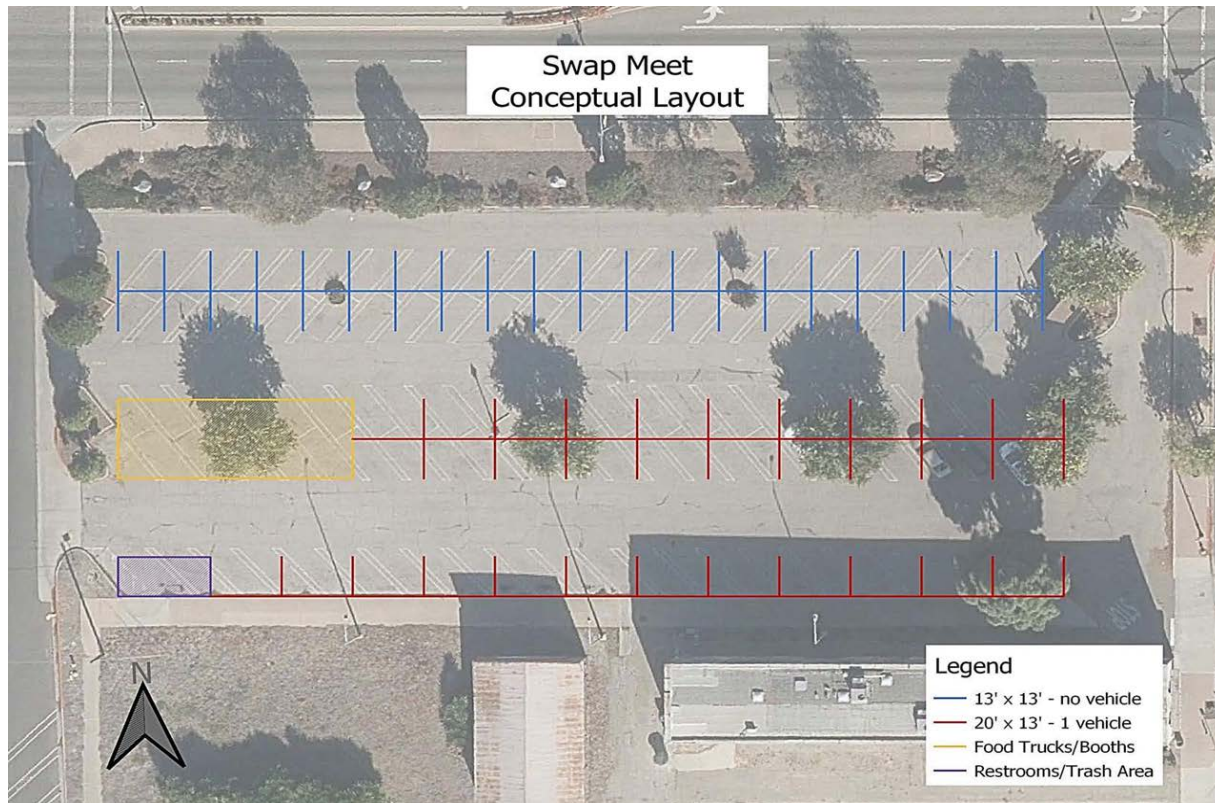 Swap Meet
Conceptual Layout
N
Legend
13' x 13' - no vehicle
20' x 13' - 1 vehicle
Food Trucks/Booths
Restrooms/Trash Area